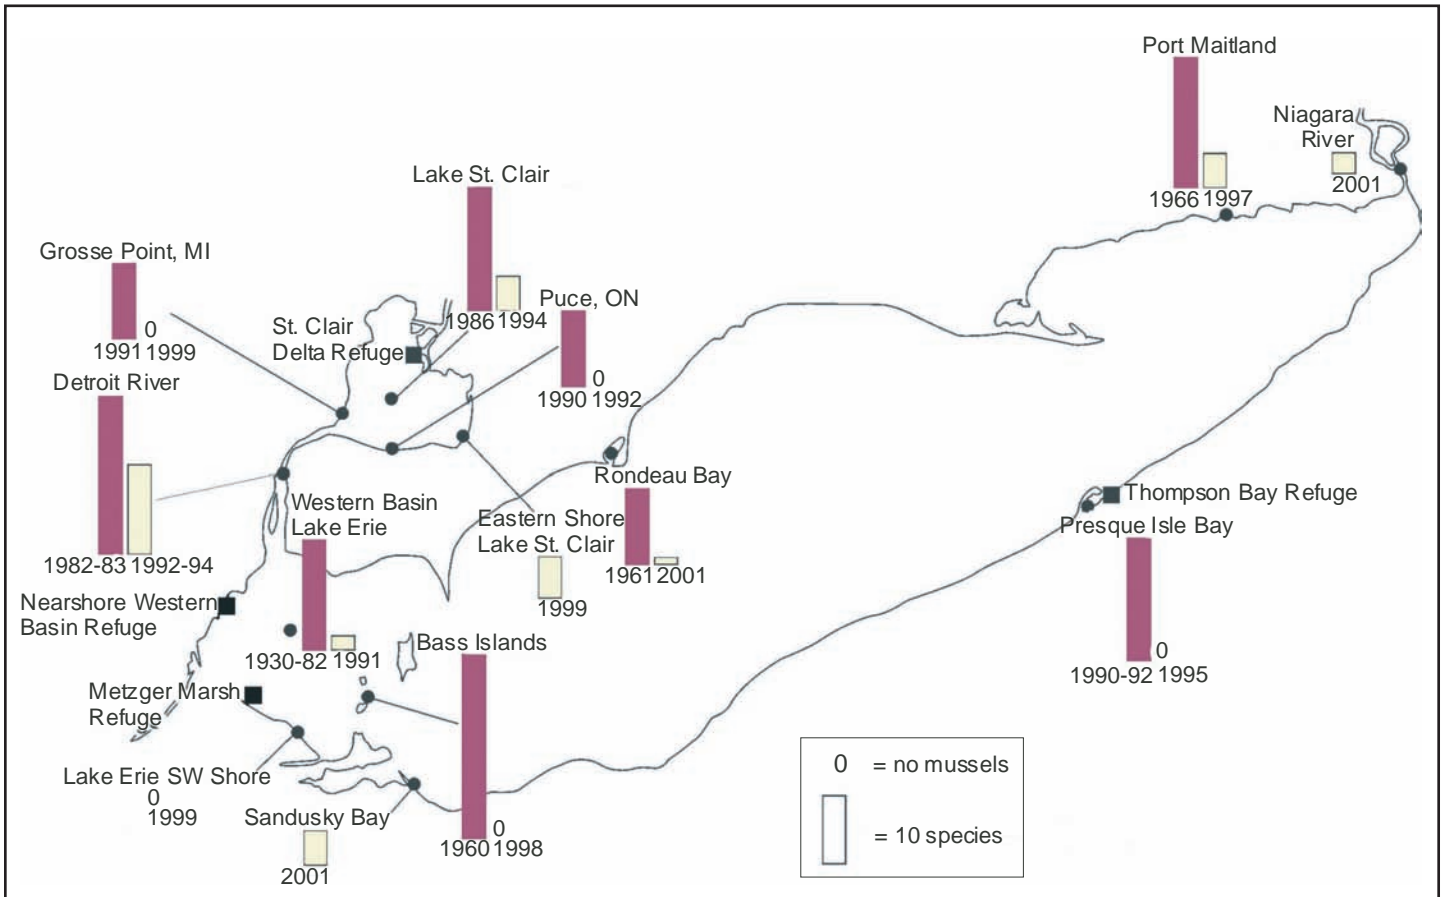 Port Maitland
1966 1997
Niagara
River
2001
Lake St. Clair
1986 1994
Grosse Point, MI
0
1991 1999
St. Clair
Delta Refuge
Puce, ON
0
1990 1992
Detroit River
1982-83 1992-94
Rondeau Bay
1961 2001
Thompson Bay Refuge
Presque Isle Bay
0
1990-92 1995
Western Basin
Lake Erie
1930-82 1991
Eastern Shore
Lake St. Clair
1999
Nearshore Western
Basin Refuge
Bass Islands
0
1960 1998
Metzger Marsh
Refuge
Lake Erie SW Shore
0
1999
Sandusky Bay
2001
0 = no mussels
= 10 species